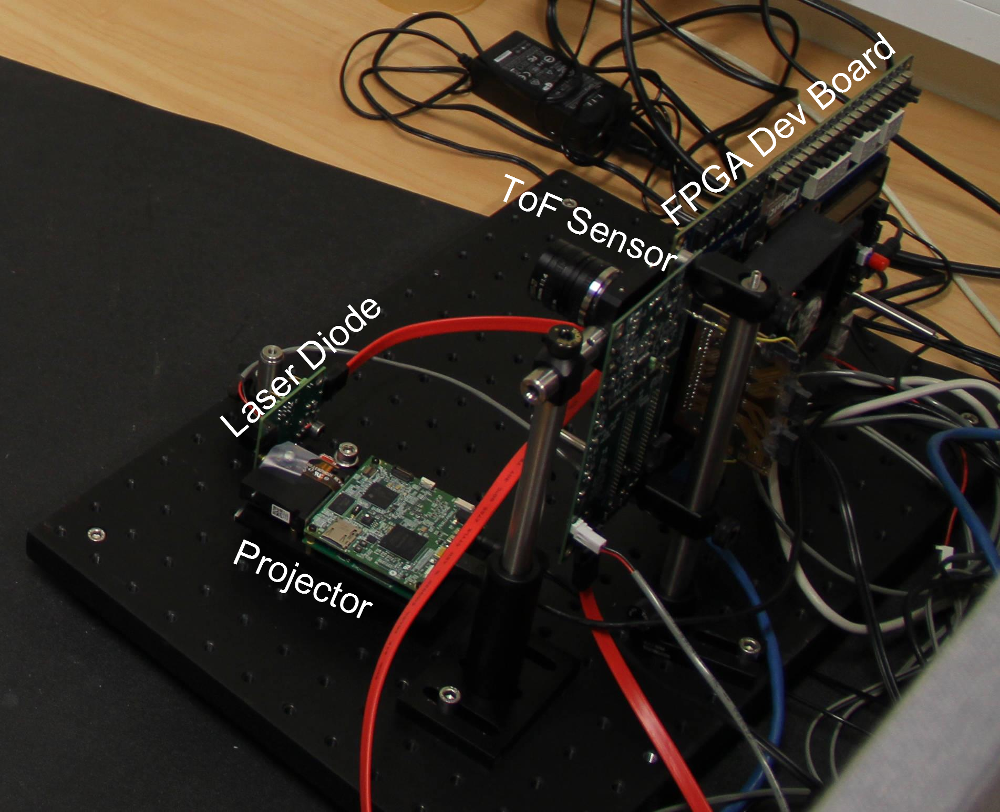 FPGA Dev Board
ToF Sensor
Laser Diode
Projector